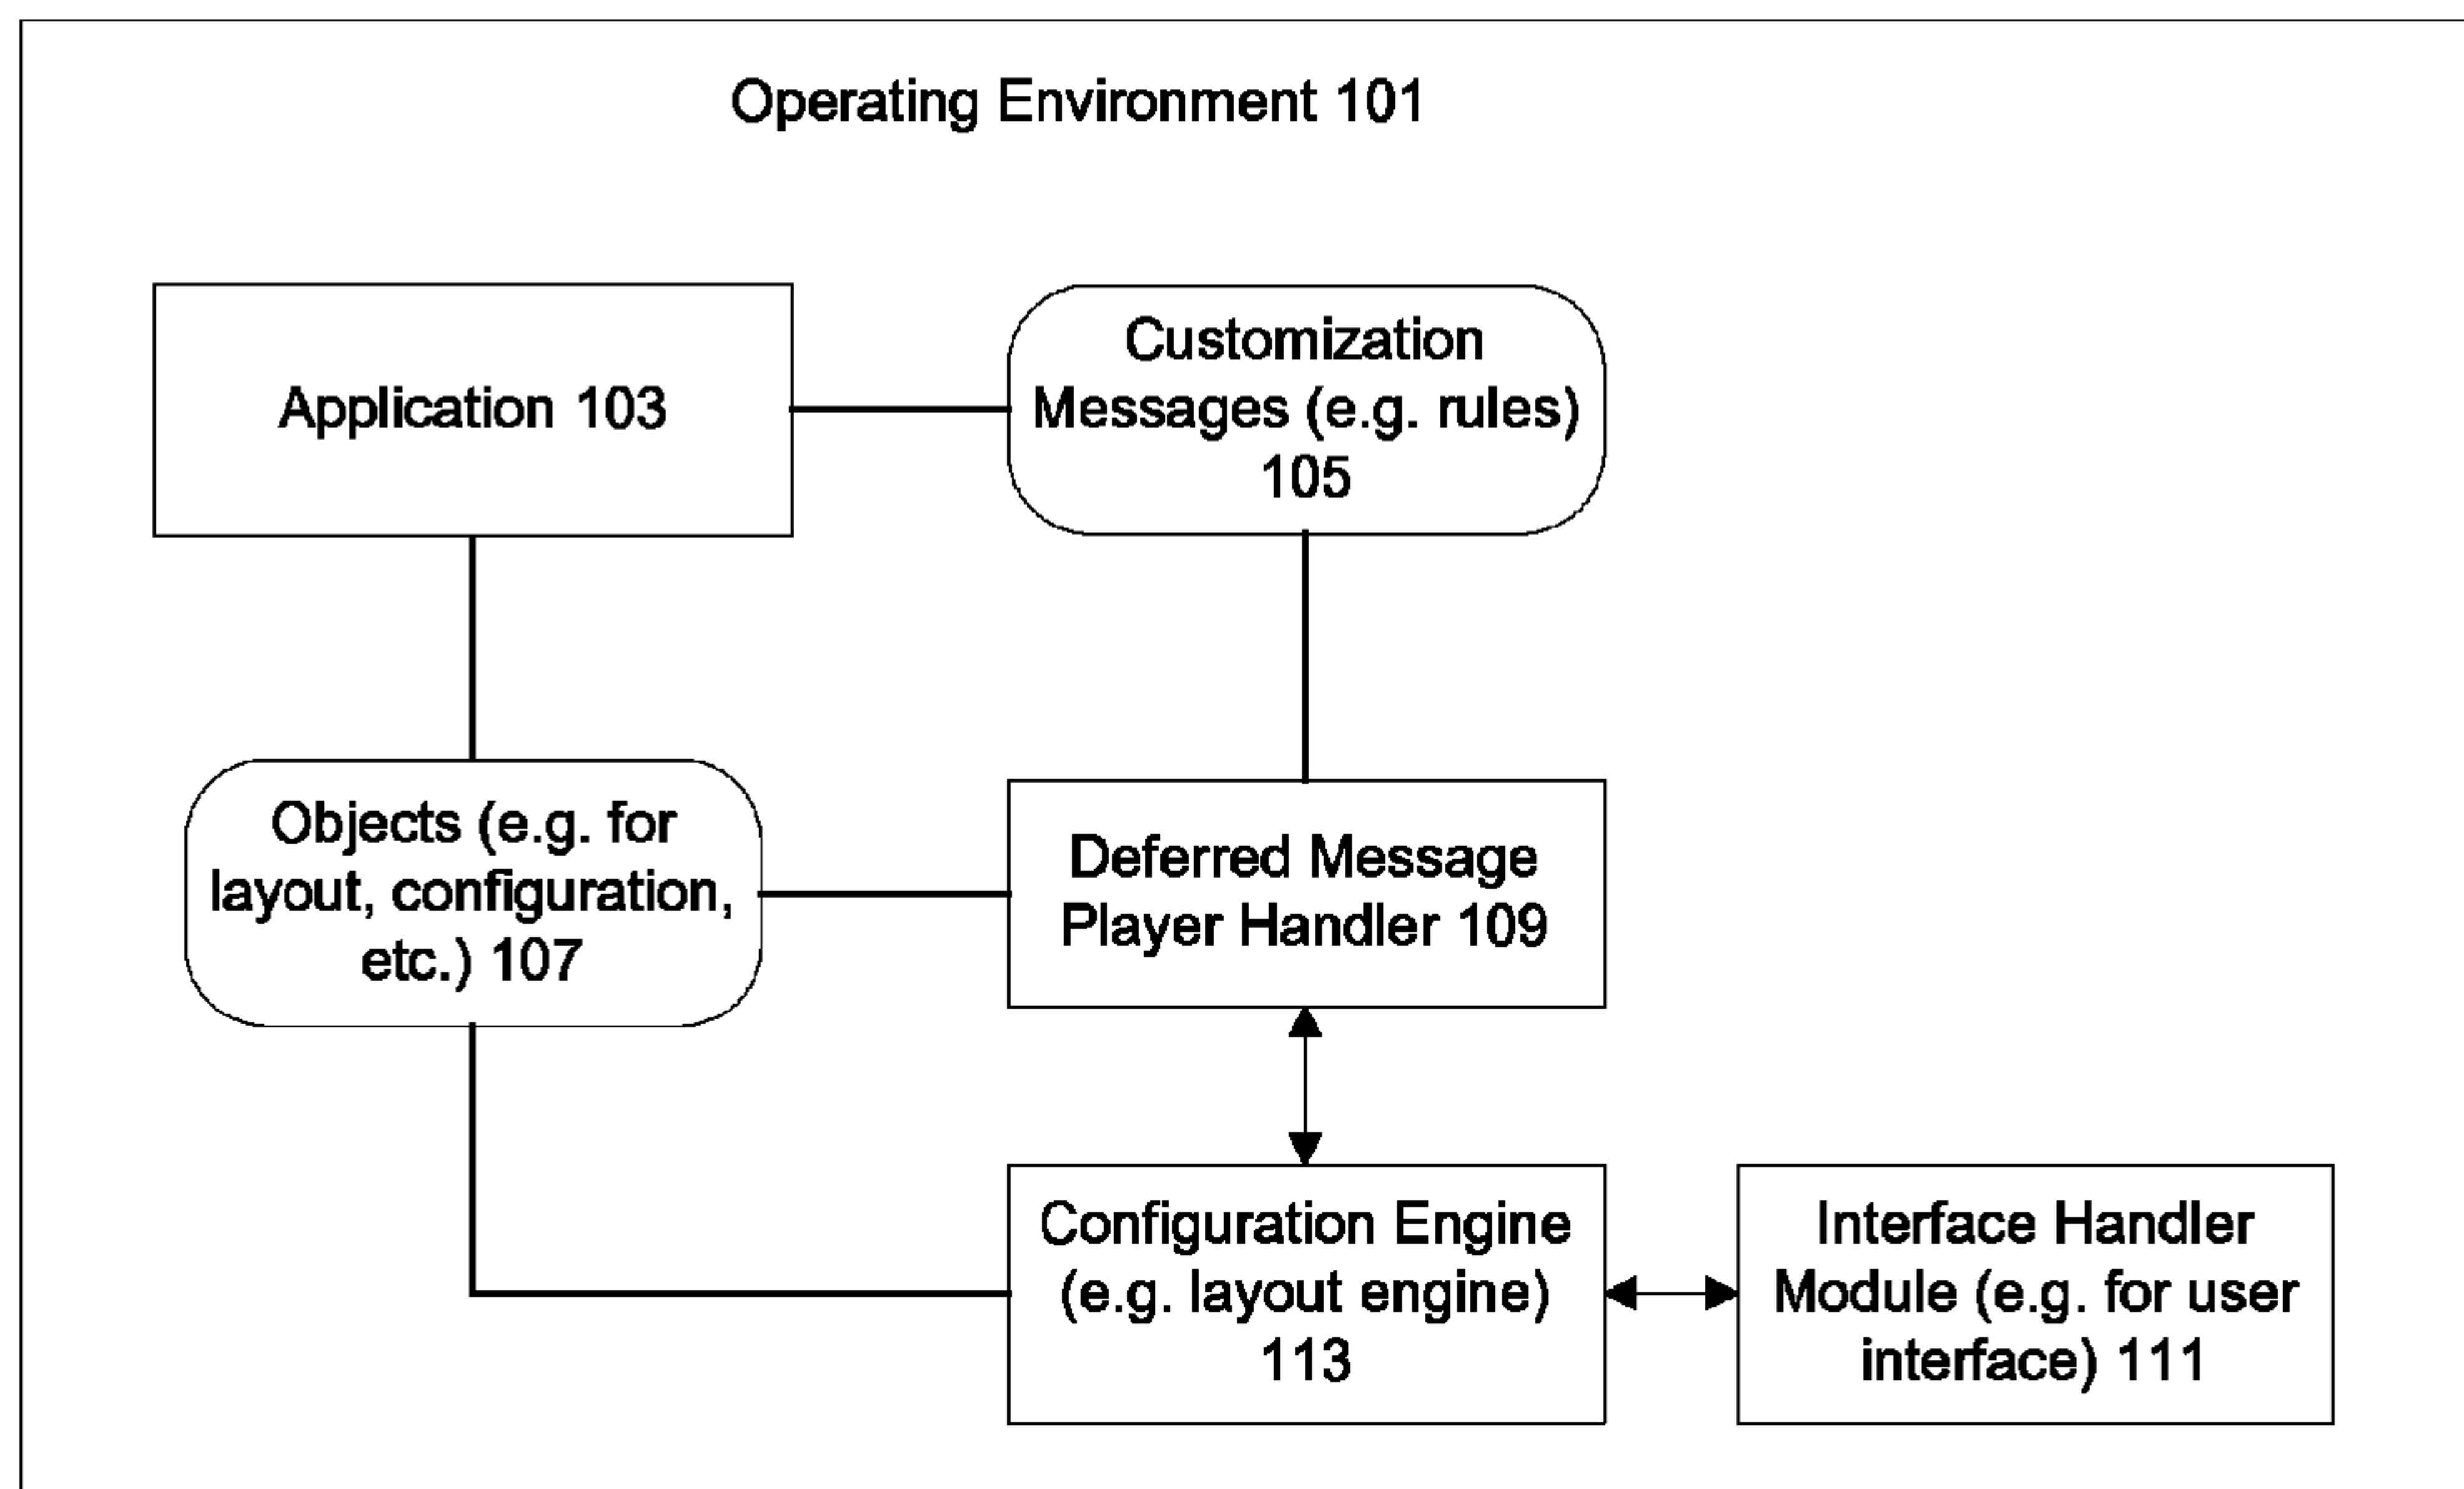 Operating Environment 101
Application 103
Customization
Messages (e.g. rules)
105
Objects (e.g. for
layout, configuration,
etc.) 107
Deferred Message
Player Handler 109
Configuration Engine
(e.g. layout engine)
113
Interface Handler
Module (e.g. for user
interface) 111